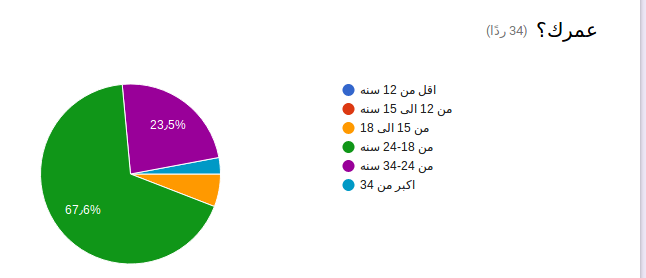 عمرك؟ (34 ردًا)
اقل من 12 سنه
من 12 الى 15 سنه
من 15 الى 18
من 18-24 سنه
من 24-34 سنه
اكبر من 34
23٫5%
67٫6%